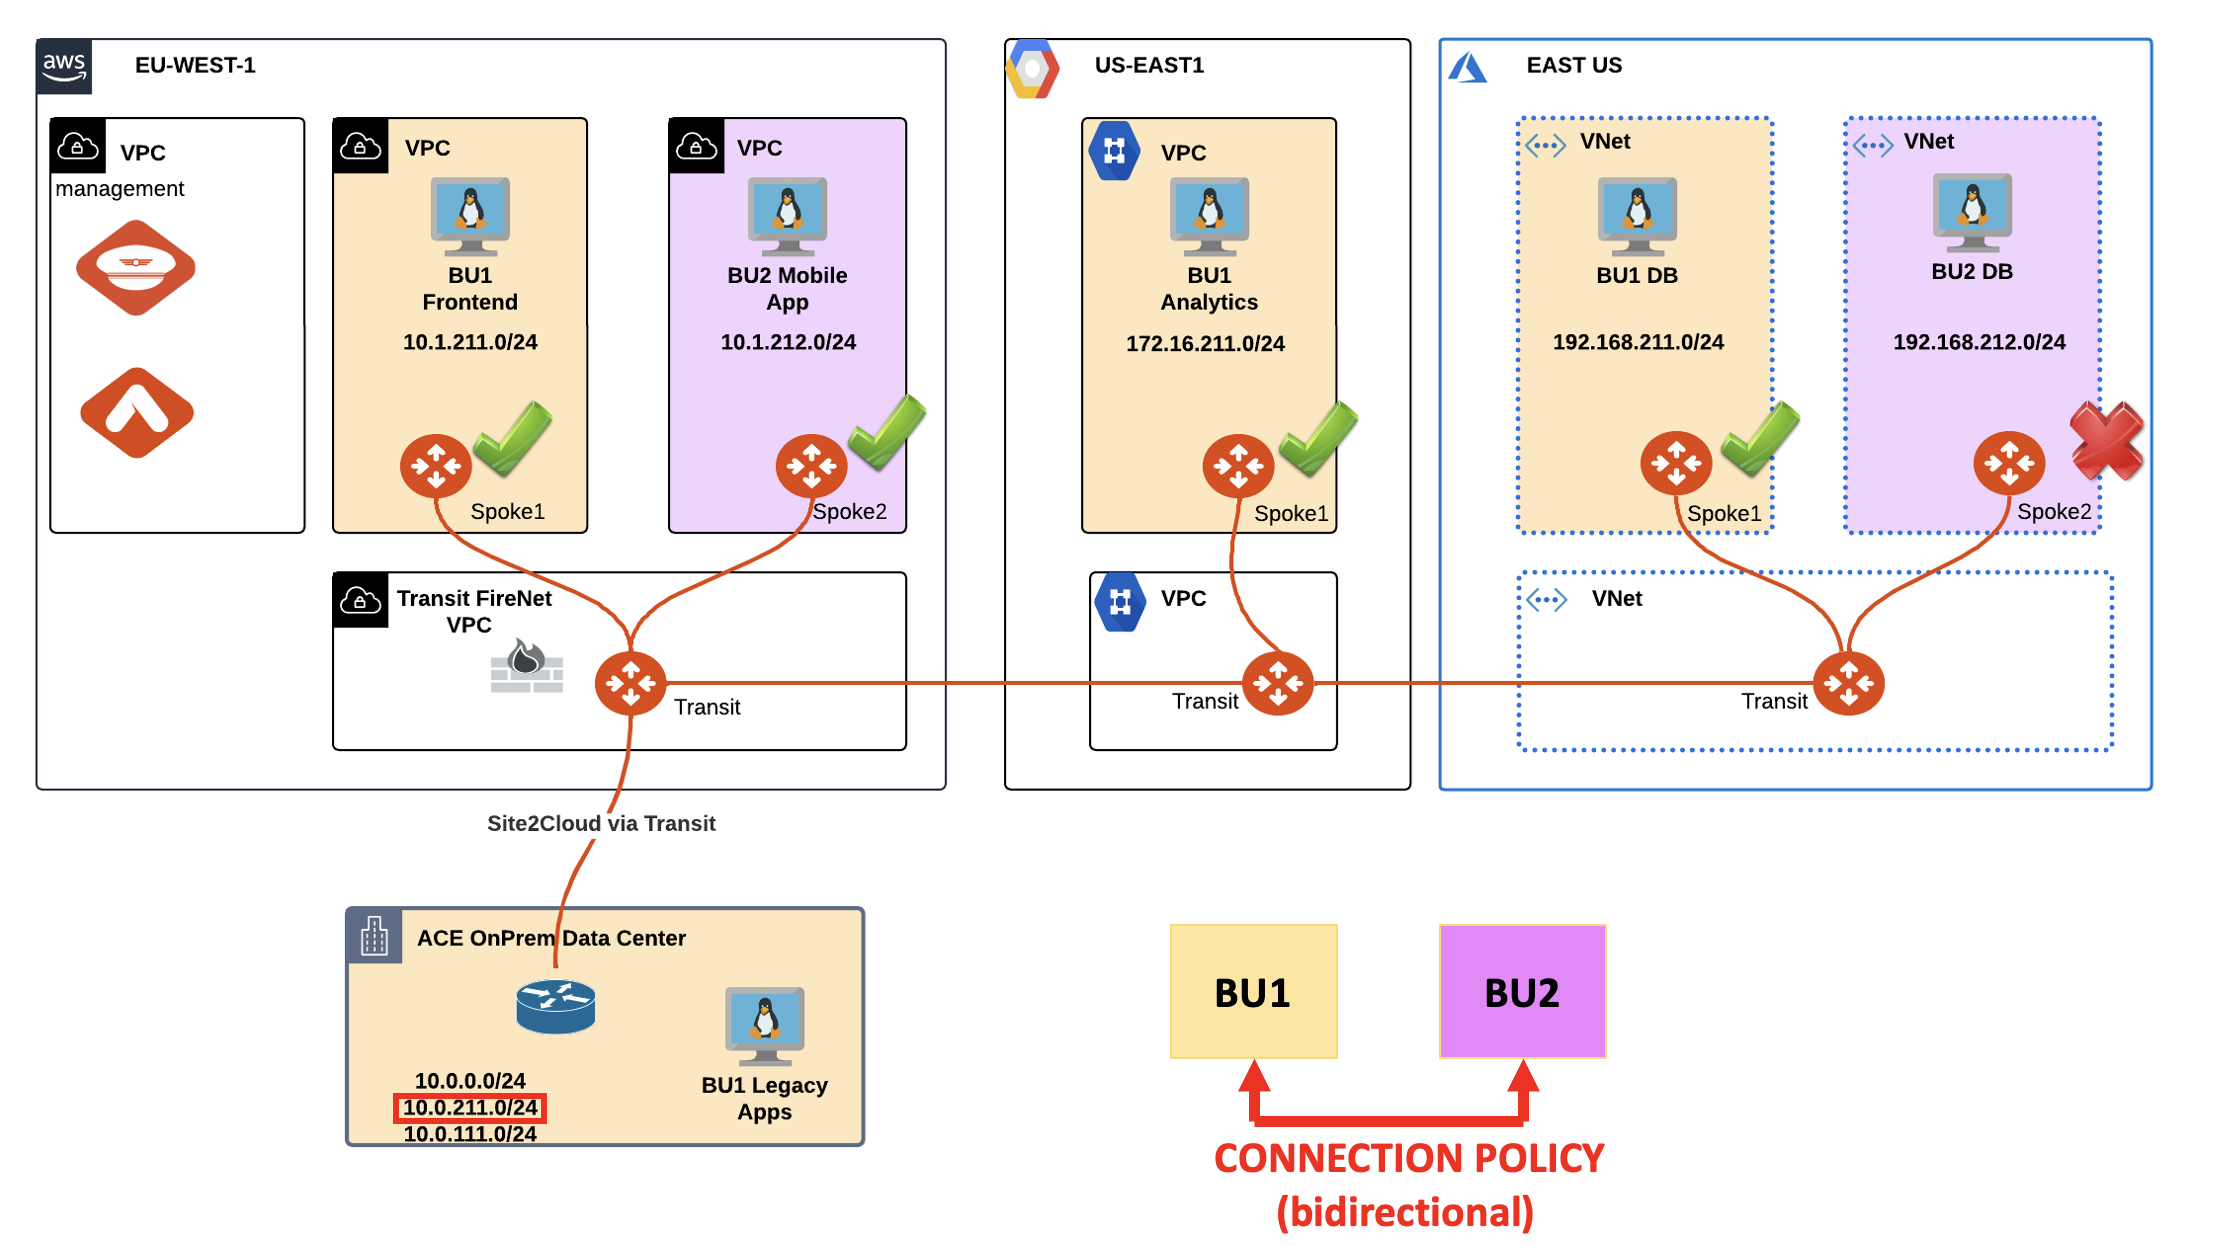 aws
EU-WEST-1
US-EAST1
EAST US
VPC
management
VPC
BU1
Frontend
10.1.211.0/24
Spoke1
VPC
BU2 Mobile
App
10.1.212.0/24
Spoke2
VPC
BU1
Analytics
172.16.211.0/24
Spoke1
VNet
BU1 DB
192.168.211.0/24
Spoke1
VNet
BU2 DB
192.168.212.0/24
Spoke2
Transit FireNet
VPC
Transit
VPC
Transit
VNet
Transit
Site2Cloud via Transit
ACE OnPrem Data Center
10.0.0.0/24
10.0.211.0/24
10.0.111.0/24
BU1 Legacy
Apps
BU1
BU2
CONNECTION POLICY
(bidirectional)